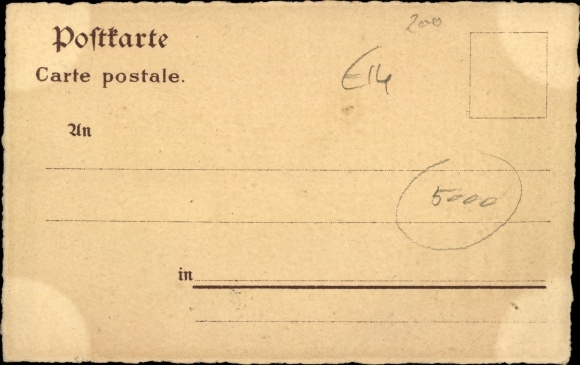 200
Postkarte
E14
Carte postale.
An
5000
in